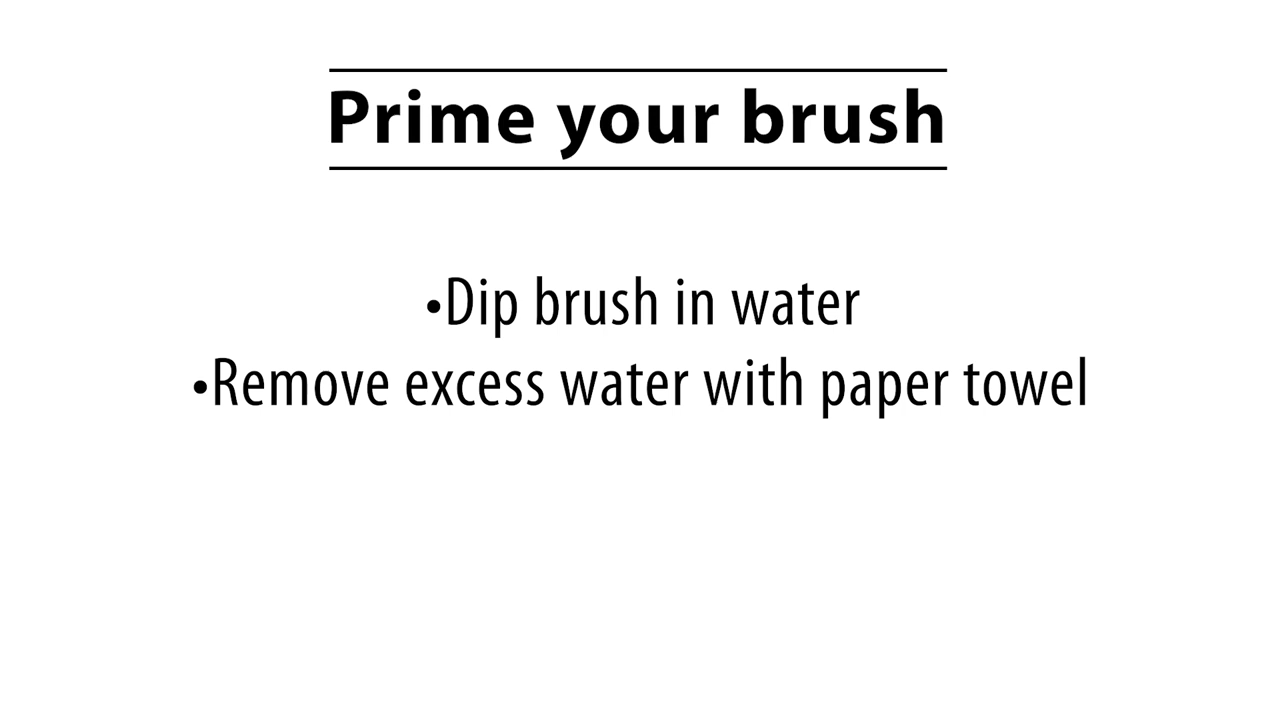 Prime your brush
•Dip brush in water
•Remove excess water with paper towel